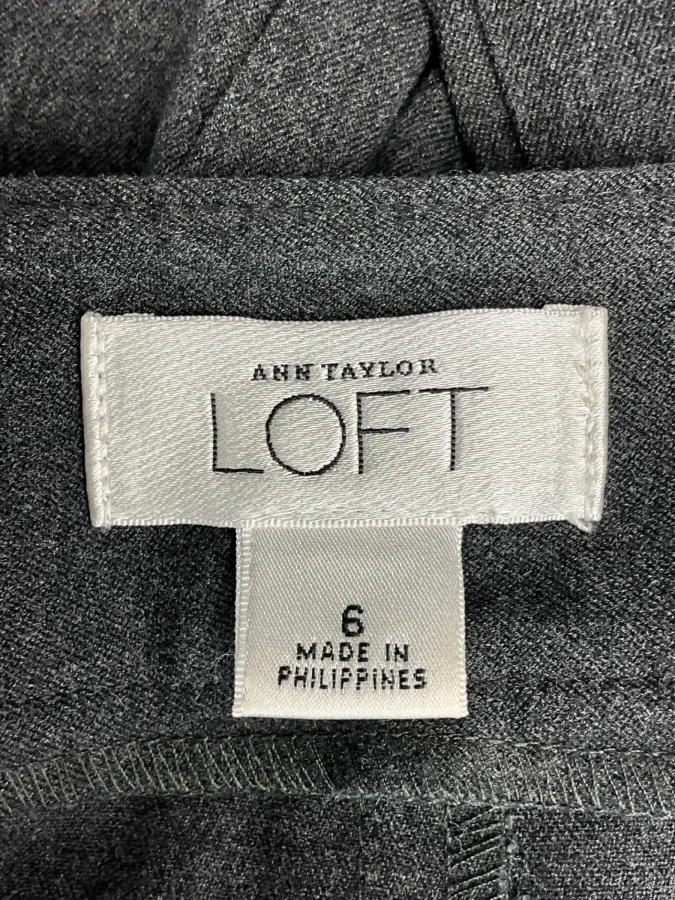 ANN TAYLOR
LOFT
6
MADE IN
PHILIPPINES